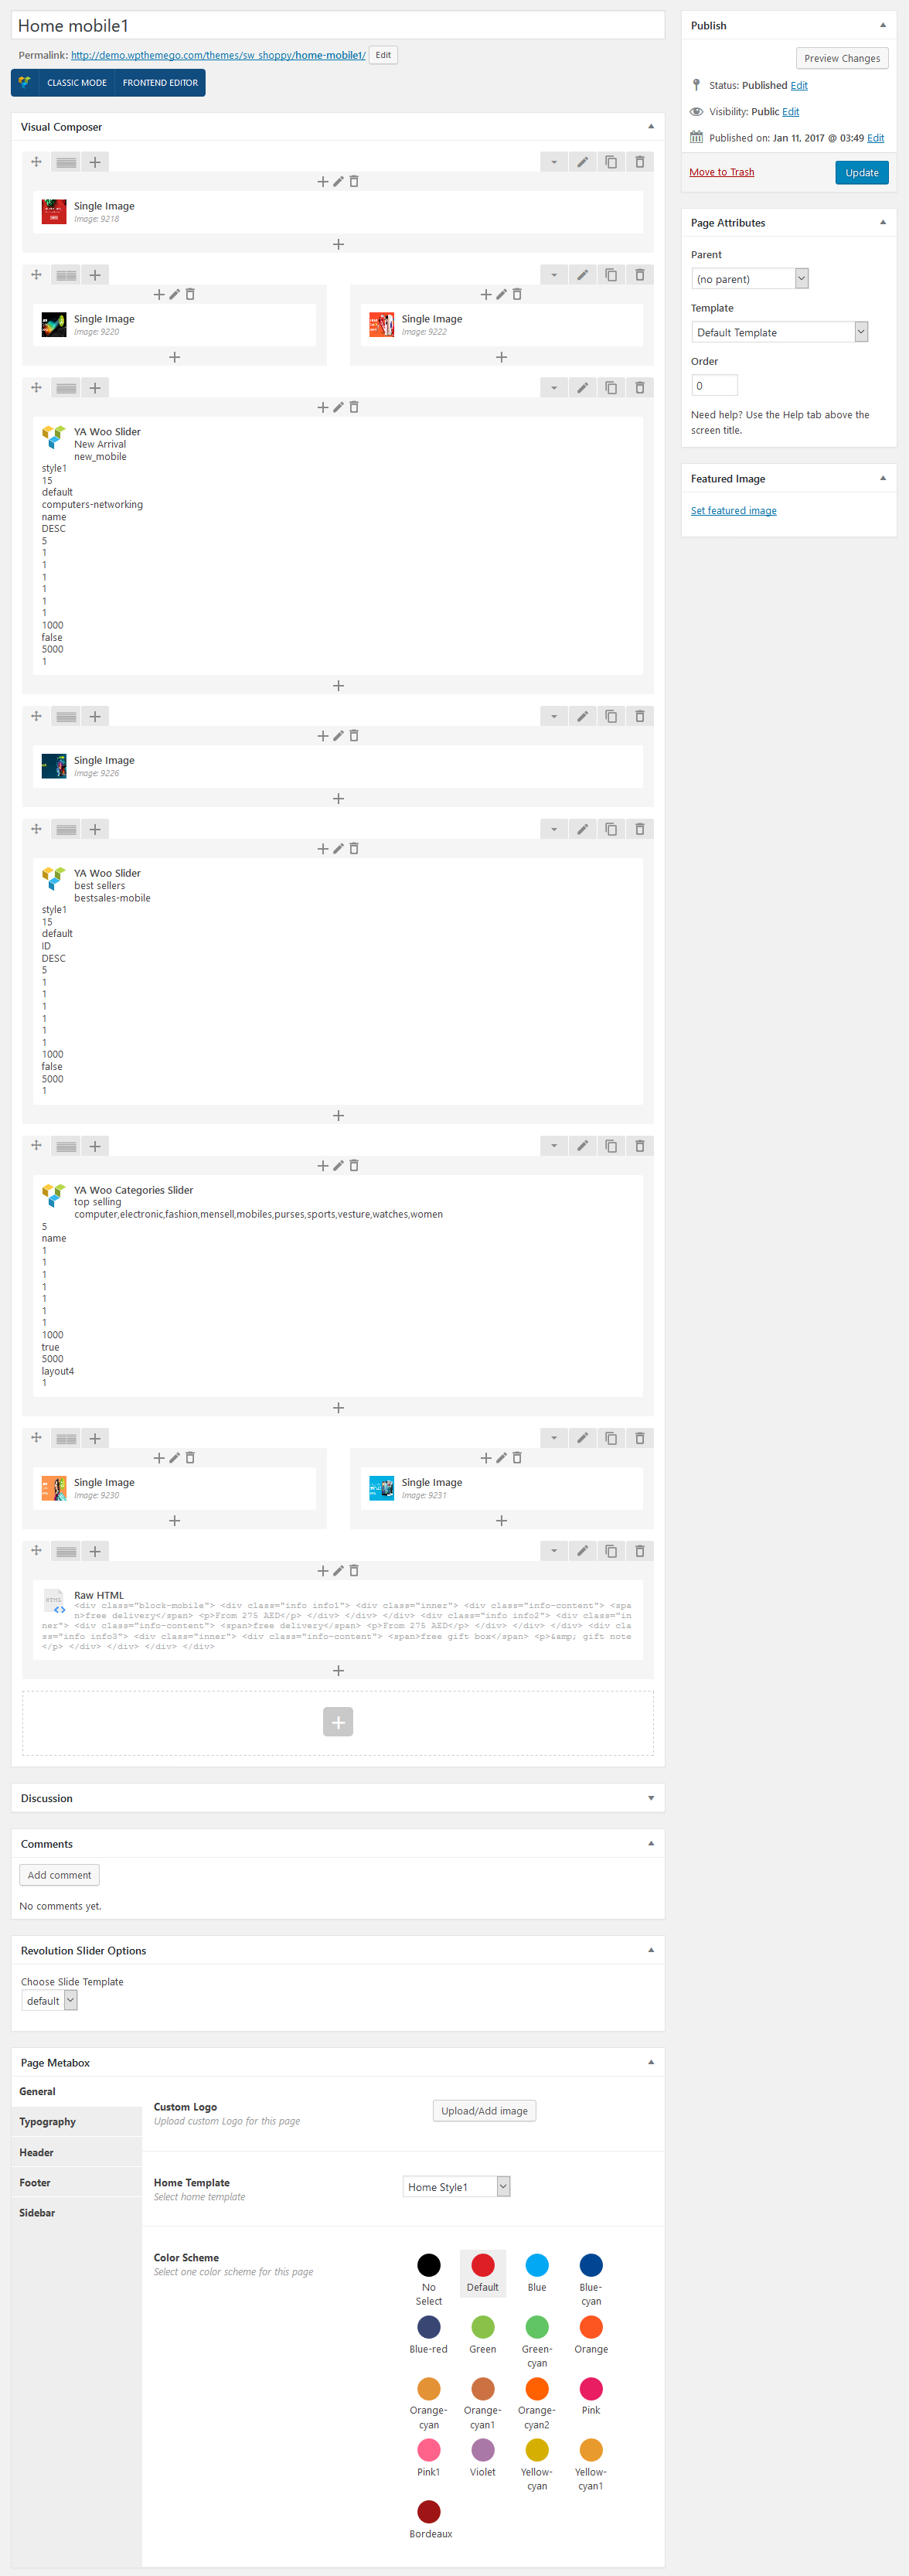 Home mobile1
Permalink: http://demo.wpthemego.com/themes/sw_shoppy/home-mobile1/ Edit
CLASSIC MODE FRONTEND EDITOR
Visual Composer
Single Image
Image: 9218
Single Image
Image: 9220
Single Image
Image: 9222
YA Woo Slider
New Arrival
new_mobile
style1
15
default
computers-networking
name
DESC
5
1
1
1
1
1
1
1000
false
5000
1
Single Image
Image: 9226
YA Woo Slider
best sellers
bestsales-mobile
style1
15
default
ID
DESC
5
1
1
1
1
1
1
1000
false
5000
1
YA Woo Categories Slider
top selling
computer,electronic,fashion,mensell,mobiles,purses,sports,vesture,watches,women
5
name
1
1
1
1
1
1
1
1000
true
5000
layout4
1
Single Image
Image: 9230
Single Image
Image: 9231
HTML
Raw HTML
<div class="block-mobile"> <div class="info info1"> <div class="inner"> <div class="info-content"> <spa
n>free delivery</span> <p>From 275 AED</p> </div> </div> </div> <div class="info info2"> <div class="in
ner"> <div class="info-content"> <span>free delivery</span> <p>From 275 AED</p> </div> </div> </div> <div cla
ss="info info3"> <div class="inner"> <div class="info-content"> <span>free gift box</span> <p>&amp; gift note
</p> </div> </div> </div> </div>
Discussion
Comments
Add comment
No comments yet.
Revolution Slider Options
Choose Slide Template
default
Page Metabox
General
Typography
Header
Footer
Sidebar
Custom Logo
Upload custom Logo for this page
Upload/Add image
Home Template
Select home template
Home Style1
Color Scheme
Select one color scheme for this page
No
Select
Default
Blue
Blue-
cyan
Blue-red
Green
Green-
cyan
Orange
Orange-
cyan
Orange-
cyan1
Orange-
cyan2
Pink
Pink1
Violet
Yellow-
cyan
Yellow-
cyan1
Bordeaux
Publish
Preview Changes
Status: Published Edit
Visibility: Public Edit
Published on: Jan 11, 2017 @ 03:49 Edit
Move to Trash
Update
Page Attributes
Parent
(no parent)
Template
Default Template
Order
0
Need help? Use the Help tab above the
screen title.
Featured Image
Set featured image